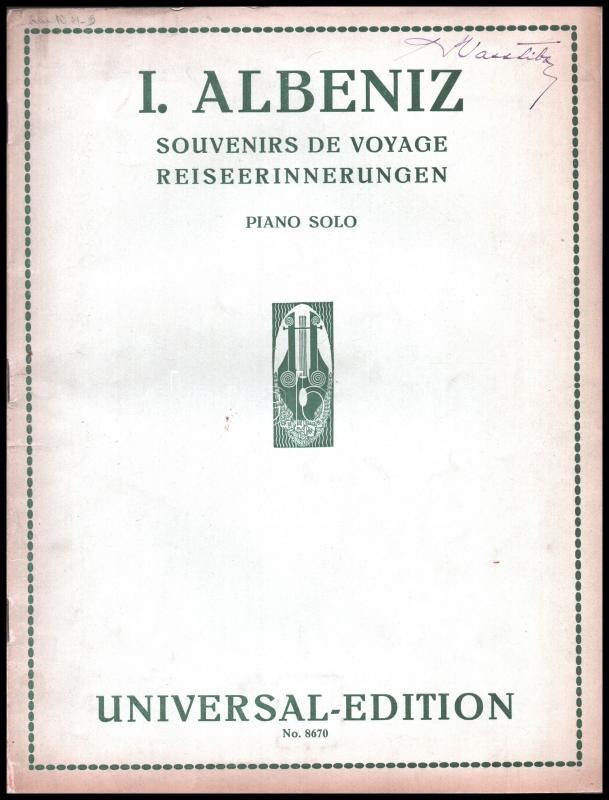 I. ALBENIZ
SOUVENIRS DE VOYAGE
REISEERINNERUNGEN
PIANO SOLO
UNIVERSAL-EDITION
No. 8670